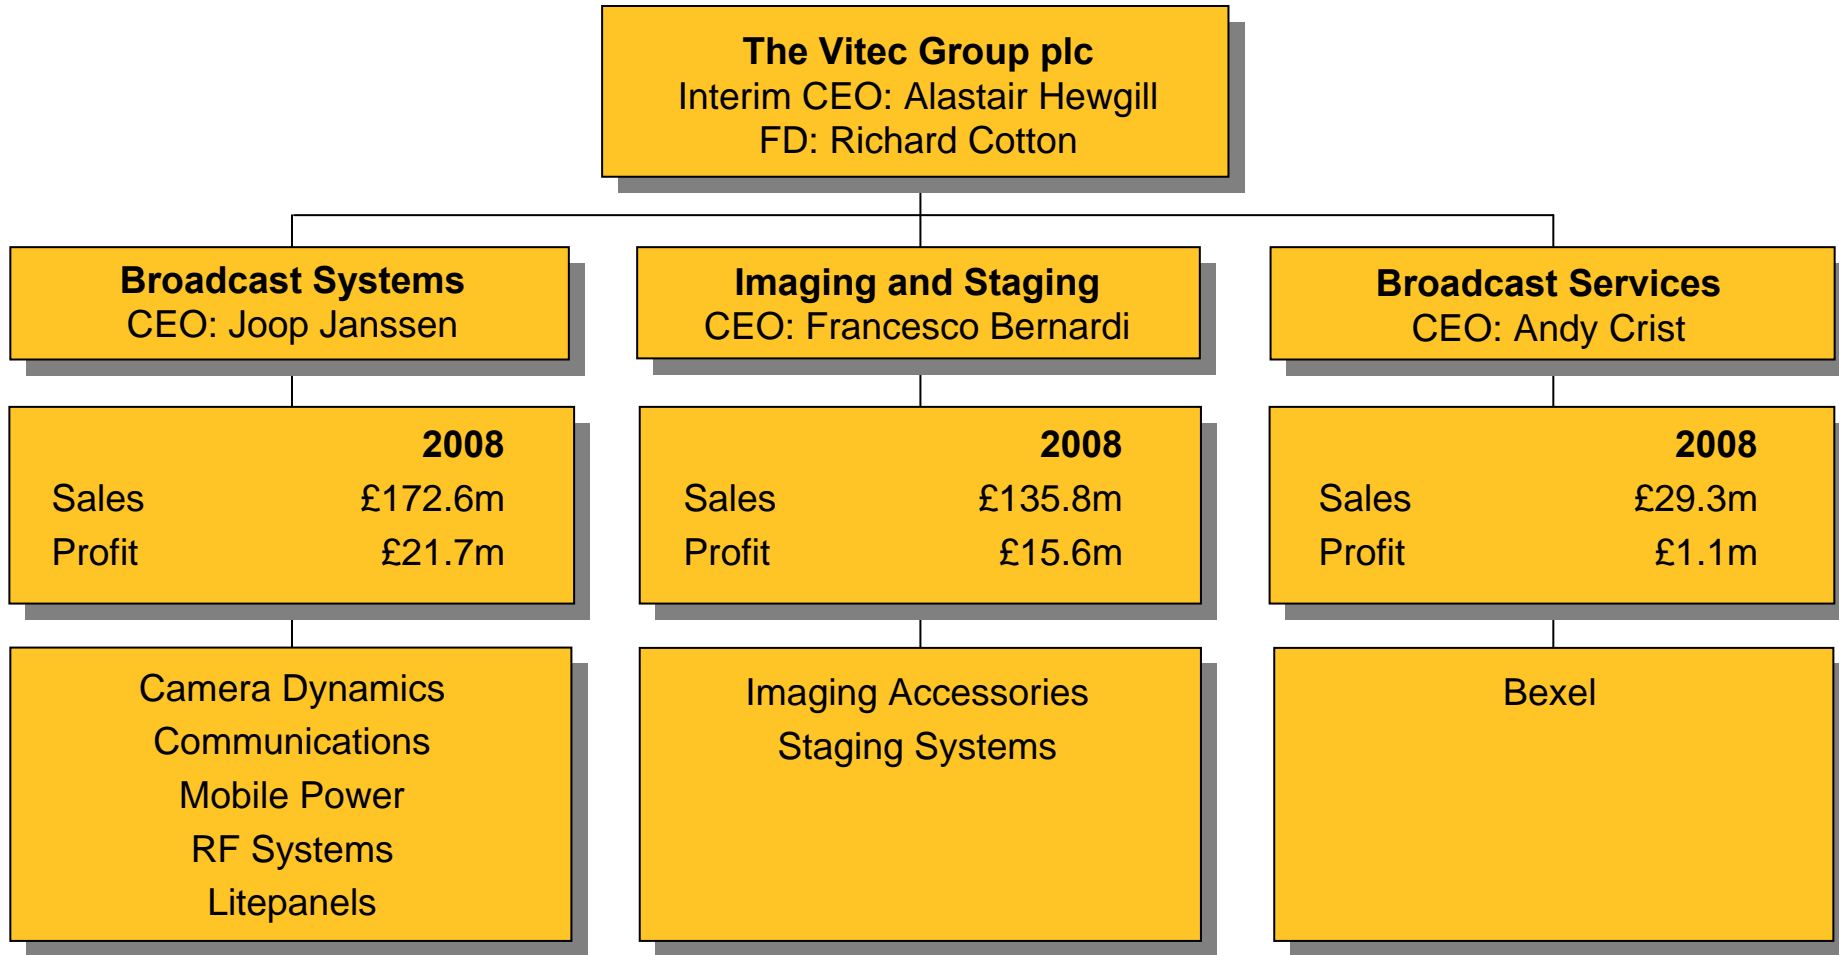 The Vitec Group plc
Interim CEO: Alastair Hewgill
FD: Richard Cotton
Broadcast Systems
CEO: Joop Janssen
Imaging and Staging
CEO: Francesco Bernardi
Broadcast Services
CEO: Andy Crist
2008
Sales £172.6m
Profit £21.7m
2008
Sales £135.8m
Profit £15.6m
2008
Sales £29.3m
Profit £1.1m
Camera Dynamics
Communications
Mobile Power
RF Systems
Litepanels
Imaging Accessories
Staging Systems
Bexel